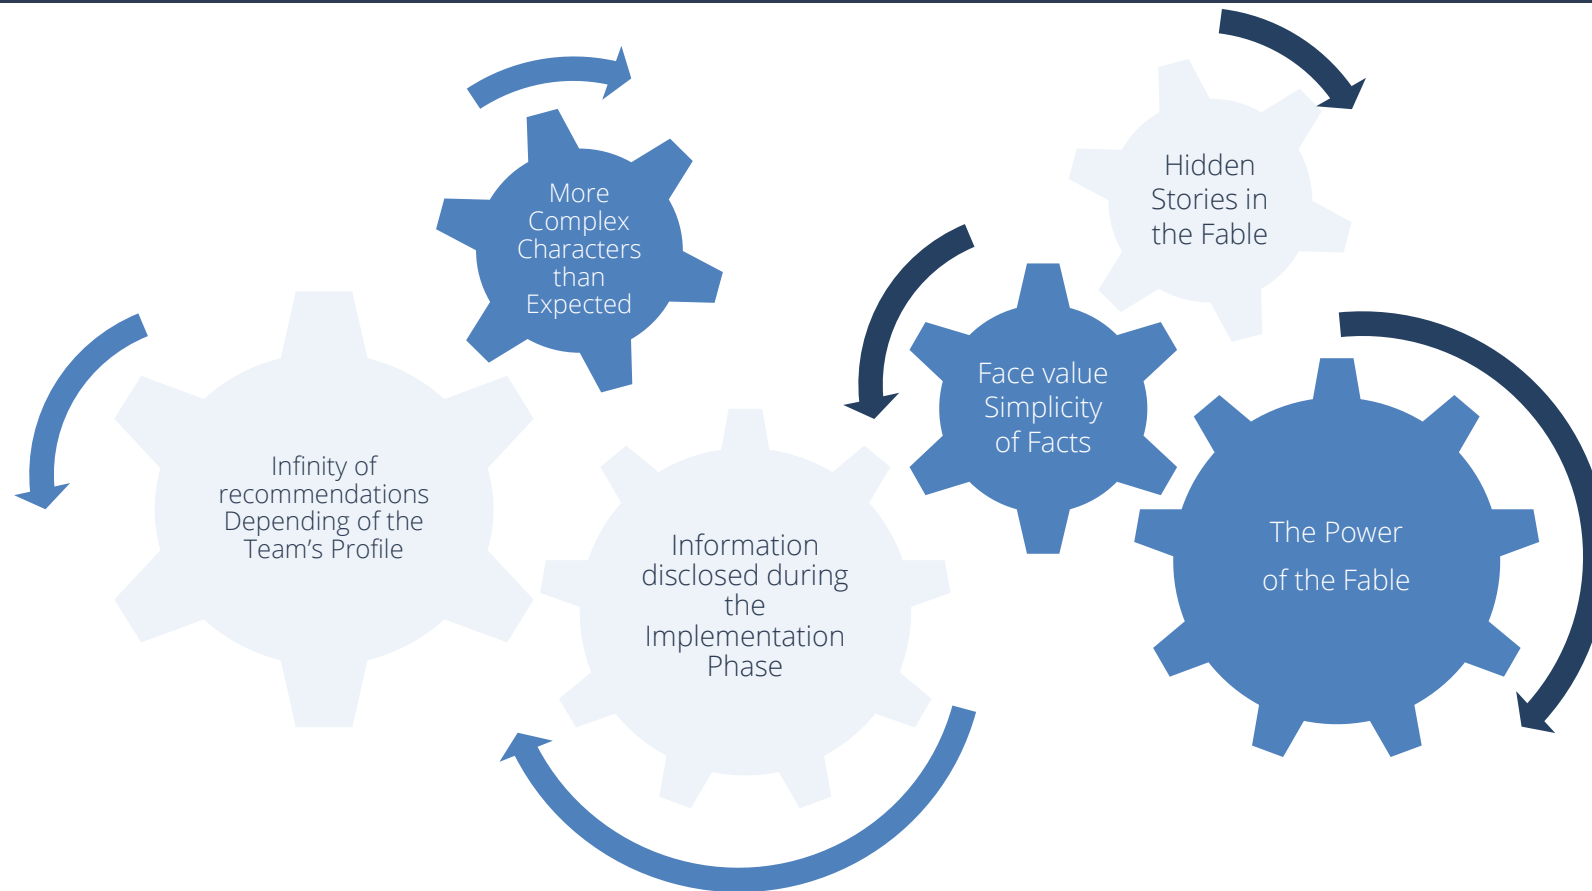 More
Complex
Characters
than
Expected
Hidden
Stories in
the Fable
Face value
Simplicity
of Facts
Infinity of
recommendations
Depending of the
Team’s Profile
Information
disclosed during
the
Implementation
Phase
The Power
of the Fable